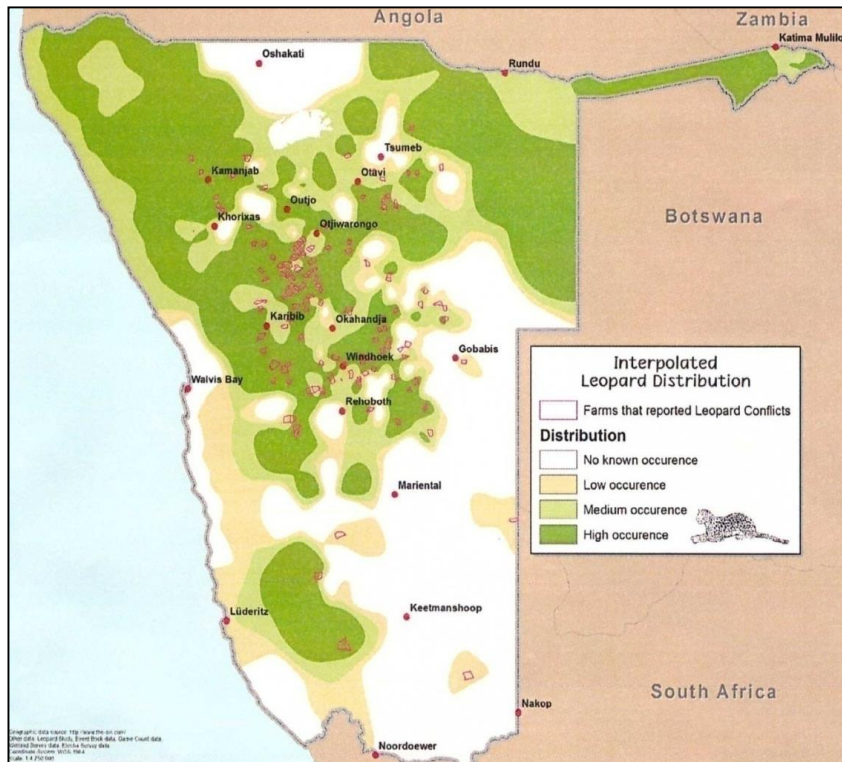 Angola
Zambia
Katima Mulilo
Oshakati
Rundu
Tsumeb
Kamanjab
Otavi
Outjo
Khorixas
Otjiwarongo
Botswana
Karibib
Okahandja
Gobabis
Windhoek
Walvis Bay
Rehoboth
Interpolated
Leopard Distribution
Farms that reported Leopard Conflicts
Distribution
No known occurence
Low occurence
Medium occurence
High occurence
Mariental
Lüderitz
Keetmanshoop
South Africa
Nakop
Noordoewer